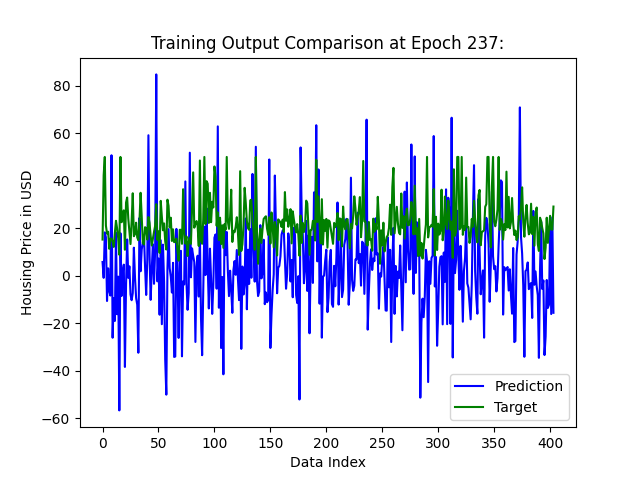 Training Output Comparison at Epoch 237:
Housing Price in USD
80
60
40
20
0
−20
−40
−60
0 50 100 150 200 250 300 350 400
Data Index
Prediction
Target